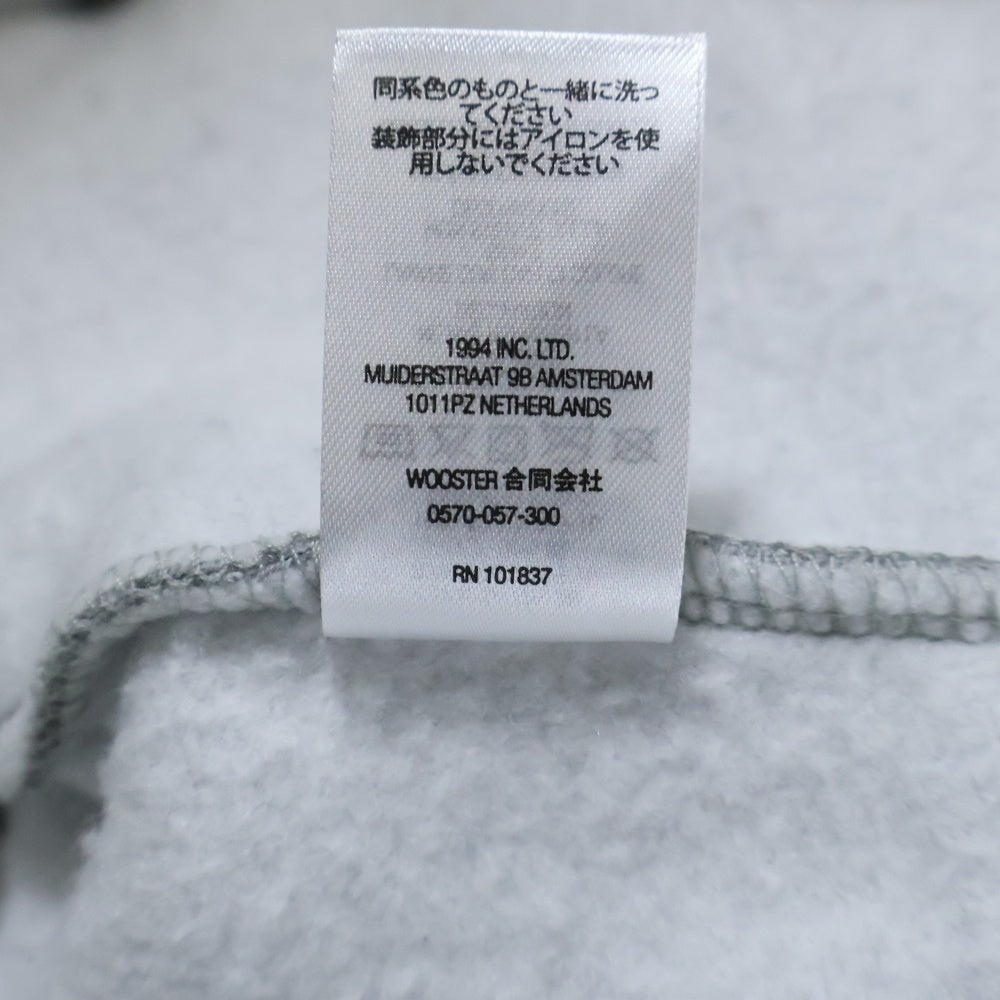 同系色のものと一緒に洗っ
てください
装飾部分にはアイロンを使
用しないでください
1994 INC. LTD.
MUIDERSTRAAT 9B AMSTERDAM
1011PZ NETHERLANDS
WOOSTER 合同会社
0570-057-300
RN 101837